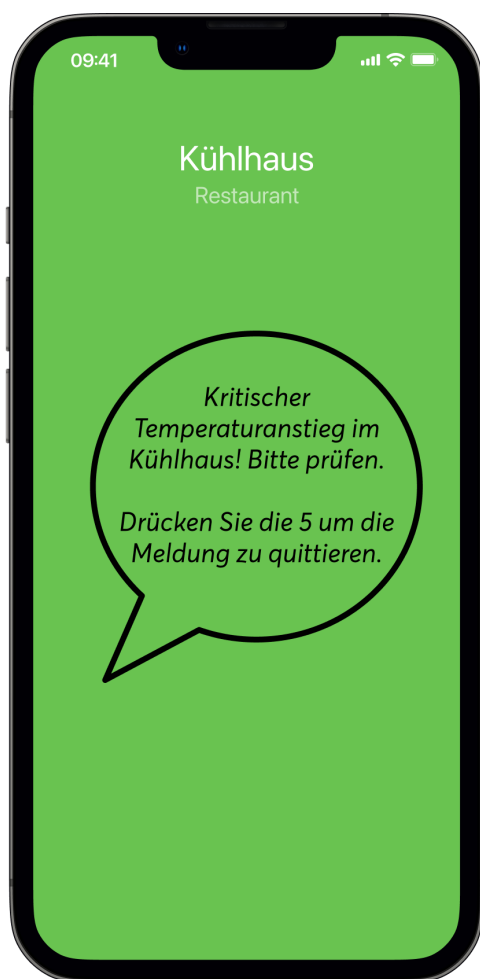 09:41
Kühlhaus
Restaurant
Kritischer
Temperaturanstieg im
Kühlhaus! Bitte prüfen.
Drücken Sie die 5 um die
Meldung zu quittieren.